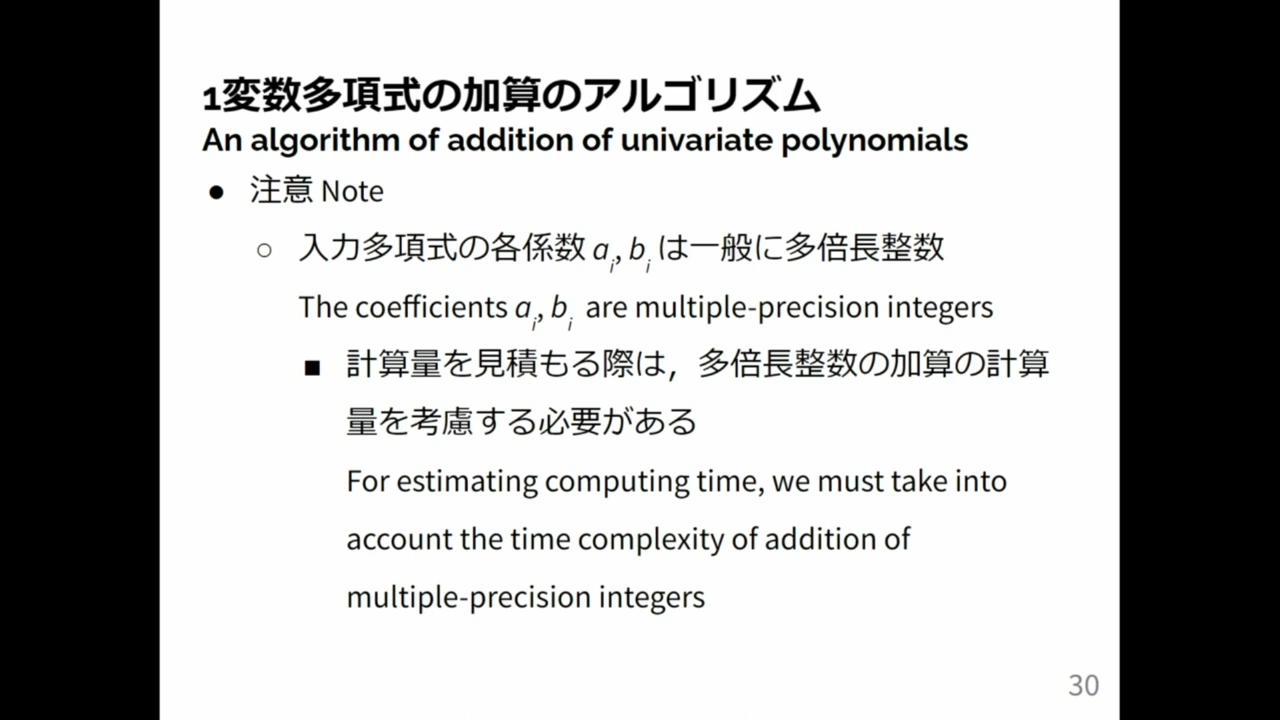 1変数多項式の加算のアルゴリズム
An algorithm of addition of univariate polynomials
● 注意 Note
○ 入力多項式の各係数 aᵢ, bᵢ は一般に多倍長整数
The coefficients aᵢ, bᵢ are multiple-precision integers
■ 計算量を見積もる際は，多倍長整数の加算の計算
量を考慮する必要がある
For estimating computing time, we must take into
account the time complexity of addition of
multiple-precision integers
30